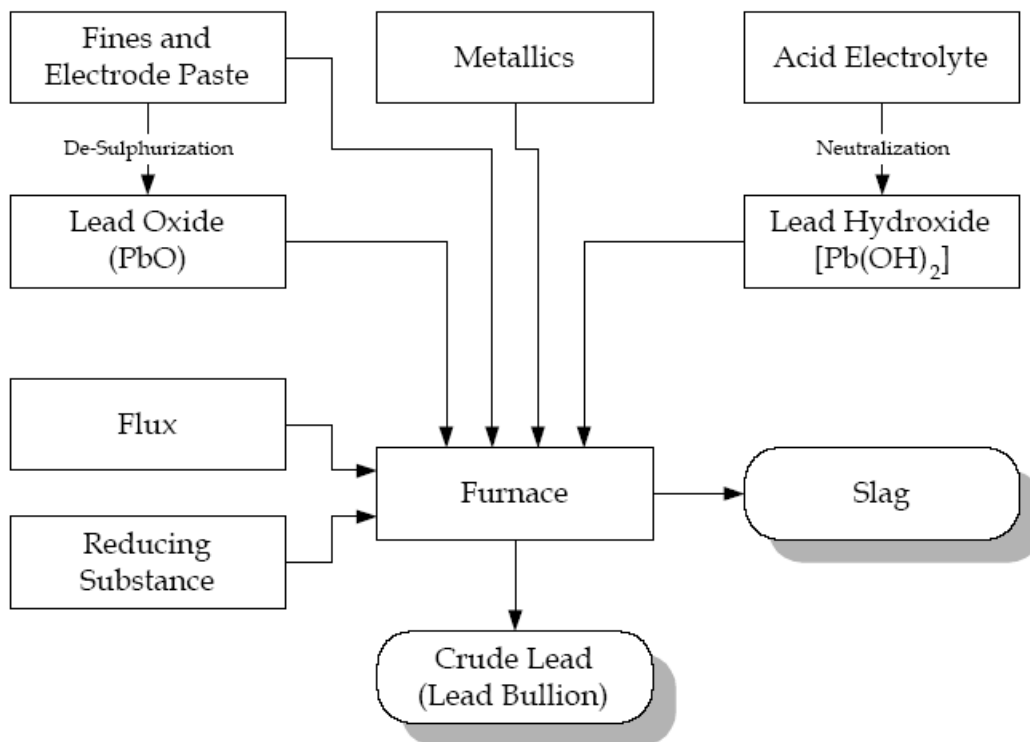 Fines and
Electrode Paste
Metallics
Acid Electrolyte
De-Sulphurization
Neutralization
Lead Oxide
(PbO)
Lead Hydroxide
[Pb(OH)₂]
Flux
Furnace
Slag
Reducing
Substance
Crude Lead
(Lead Bullion)